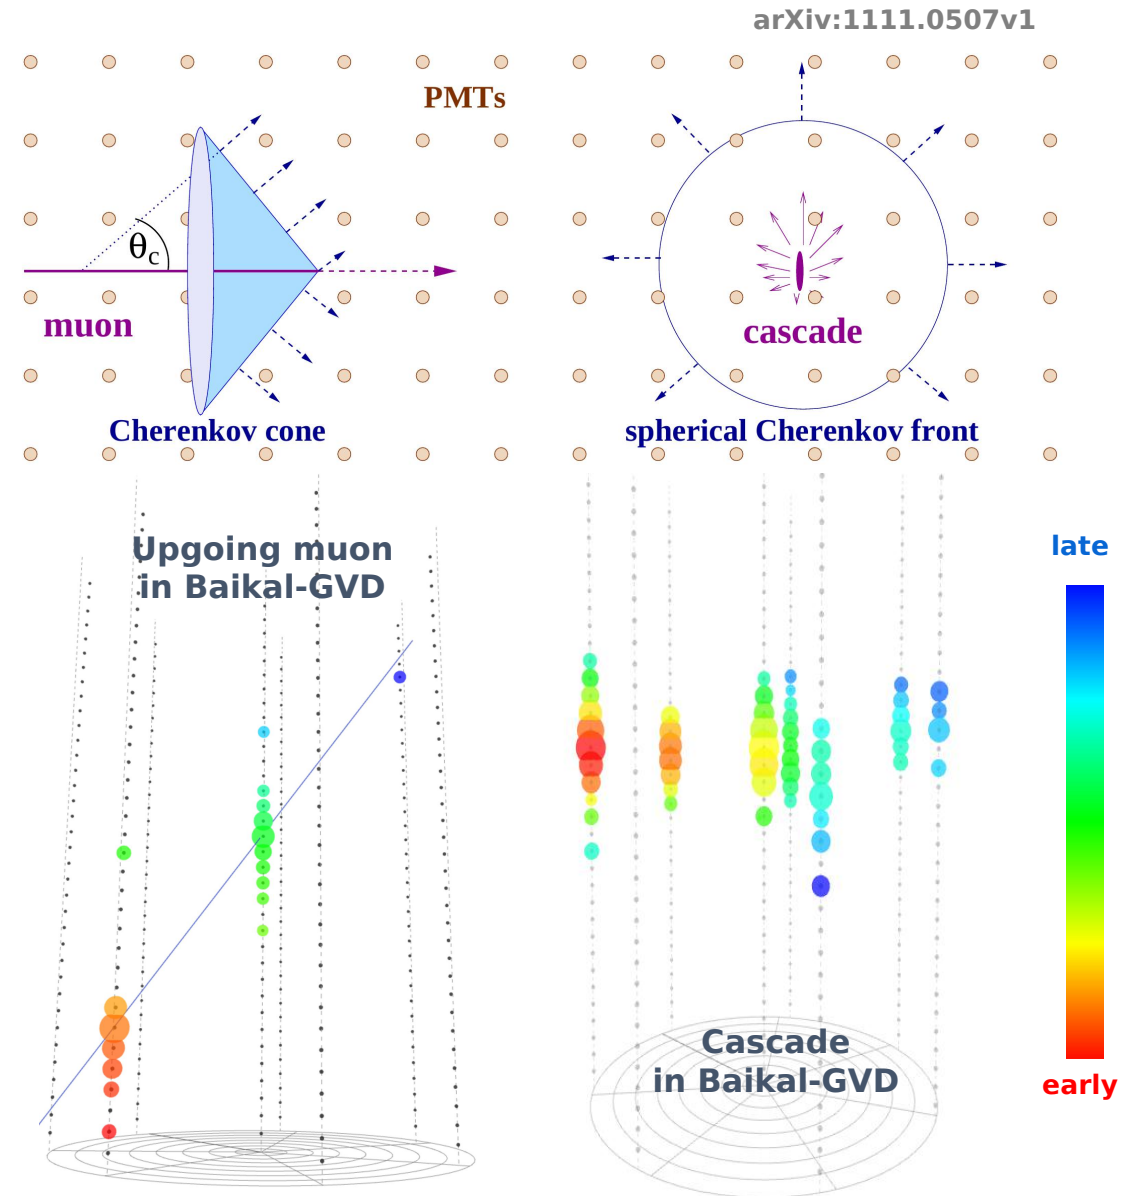 arXiv:1111.0507v1
PMTs
θc
muon
Cherenkov cone
cascade
spherical Cherenkov front
Upgoing muon
in Baikal-GVD
late
Cascade
in Baikal-GVD
early